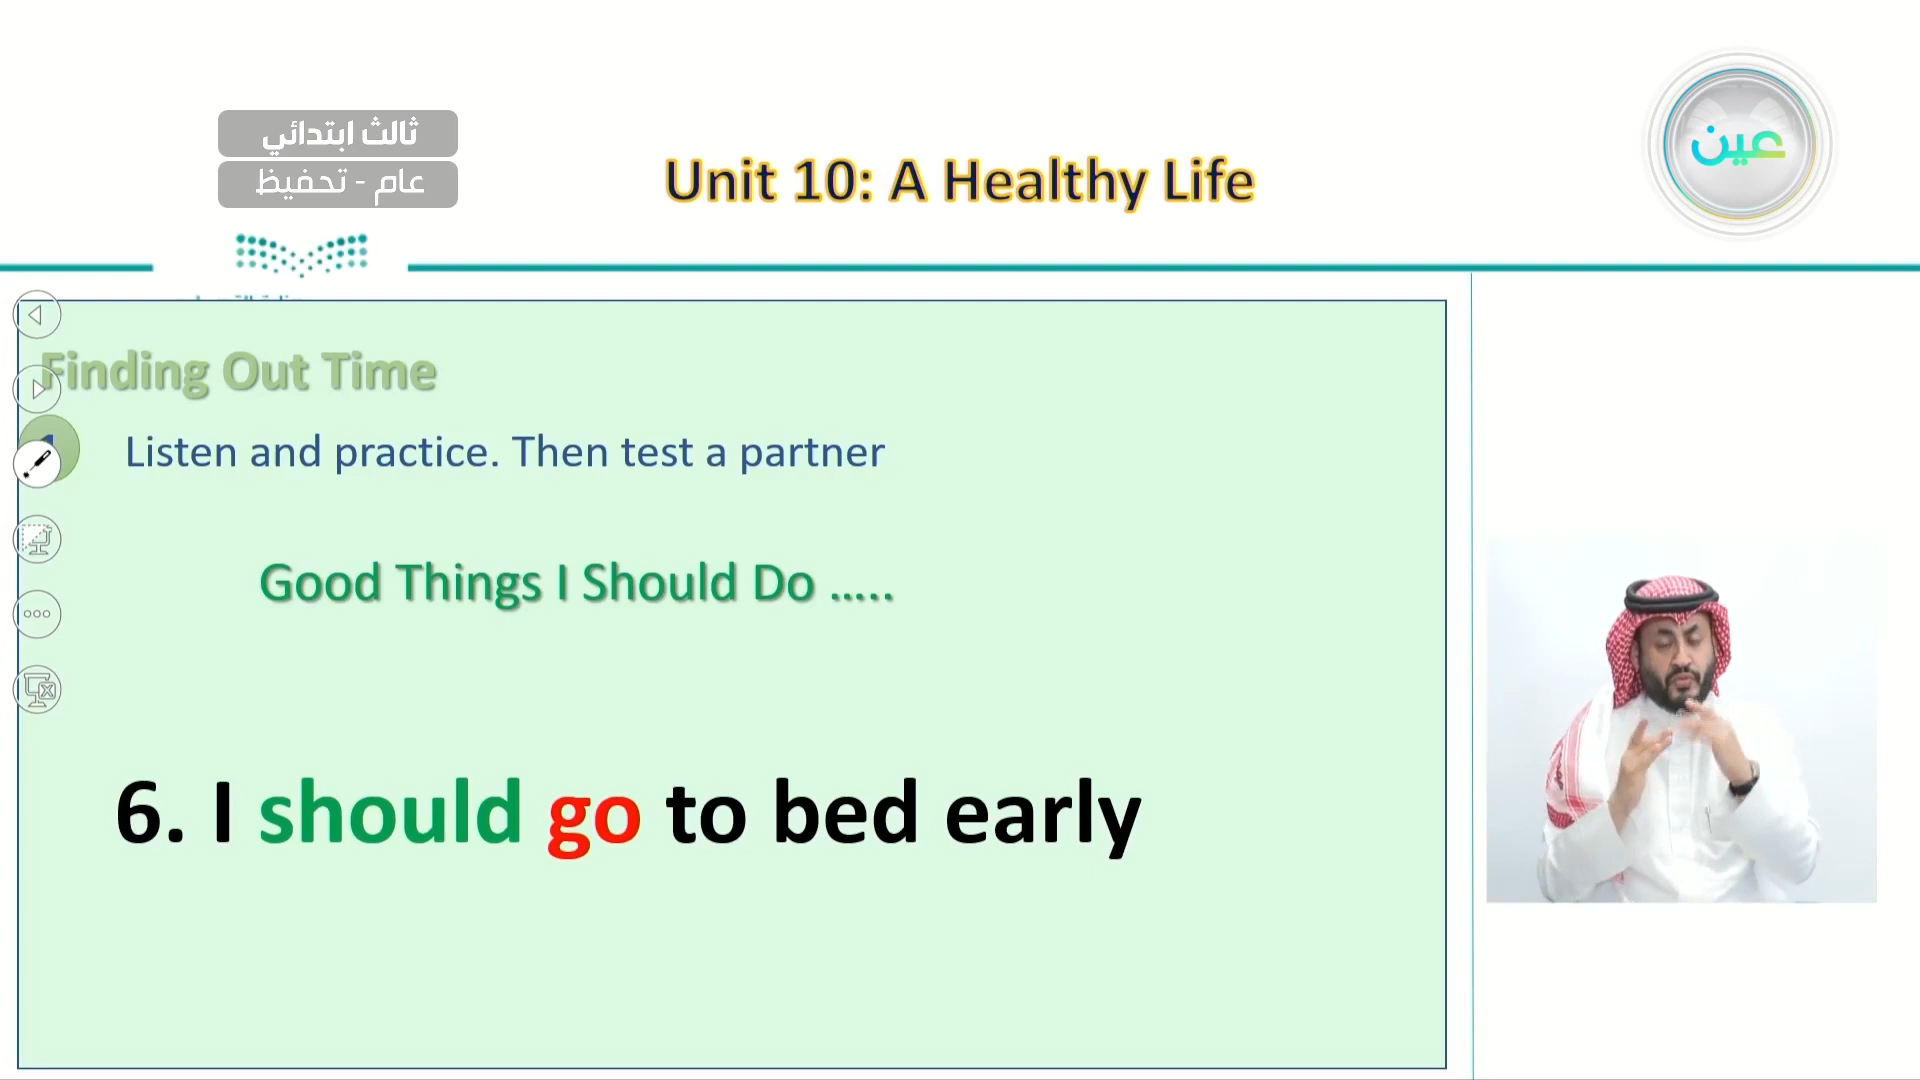 ثالث ابتدائي
عام - تحفيظ
Unit 10: A Healthy Life
عين
Finding Out Time
Listen and practice. Then test a partner
Good Things I Should Do .....
6. I should go to bed early